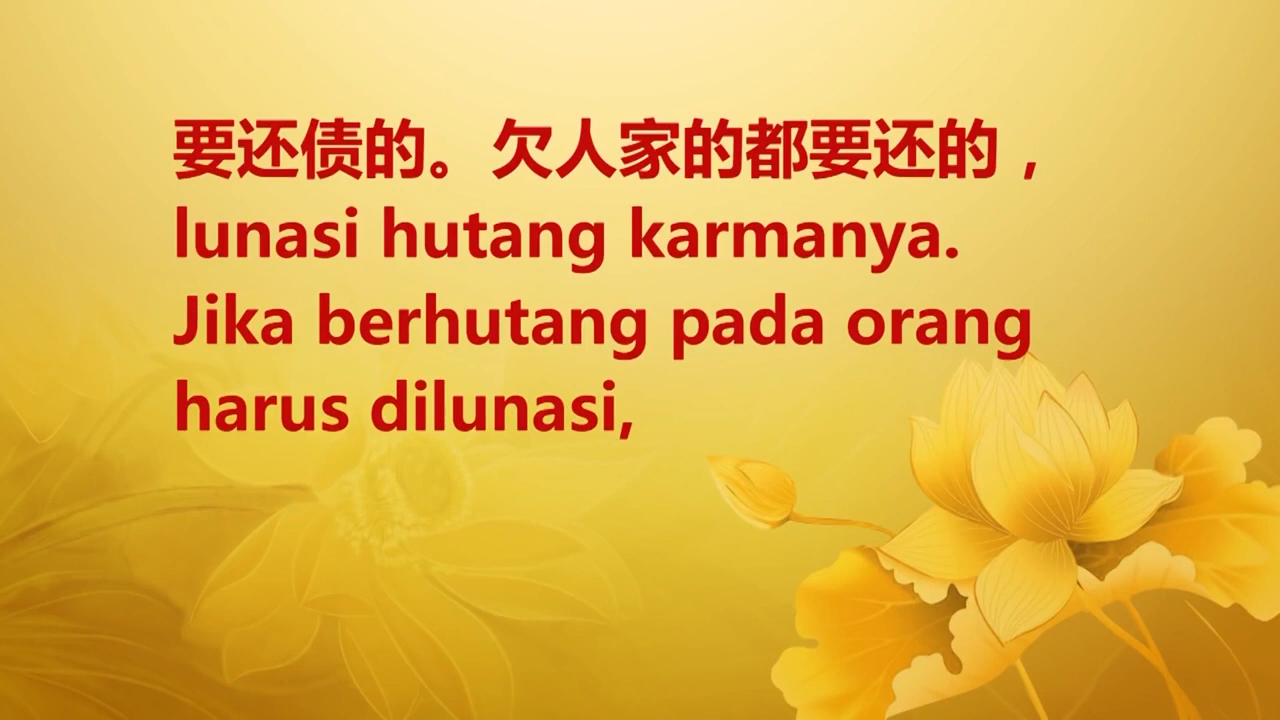 要还债的。欠人家的都要还的，
lunasi hutang karmanya.
Jika berhutang pada orang
harus dilunasi,